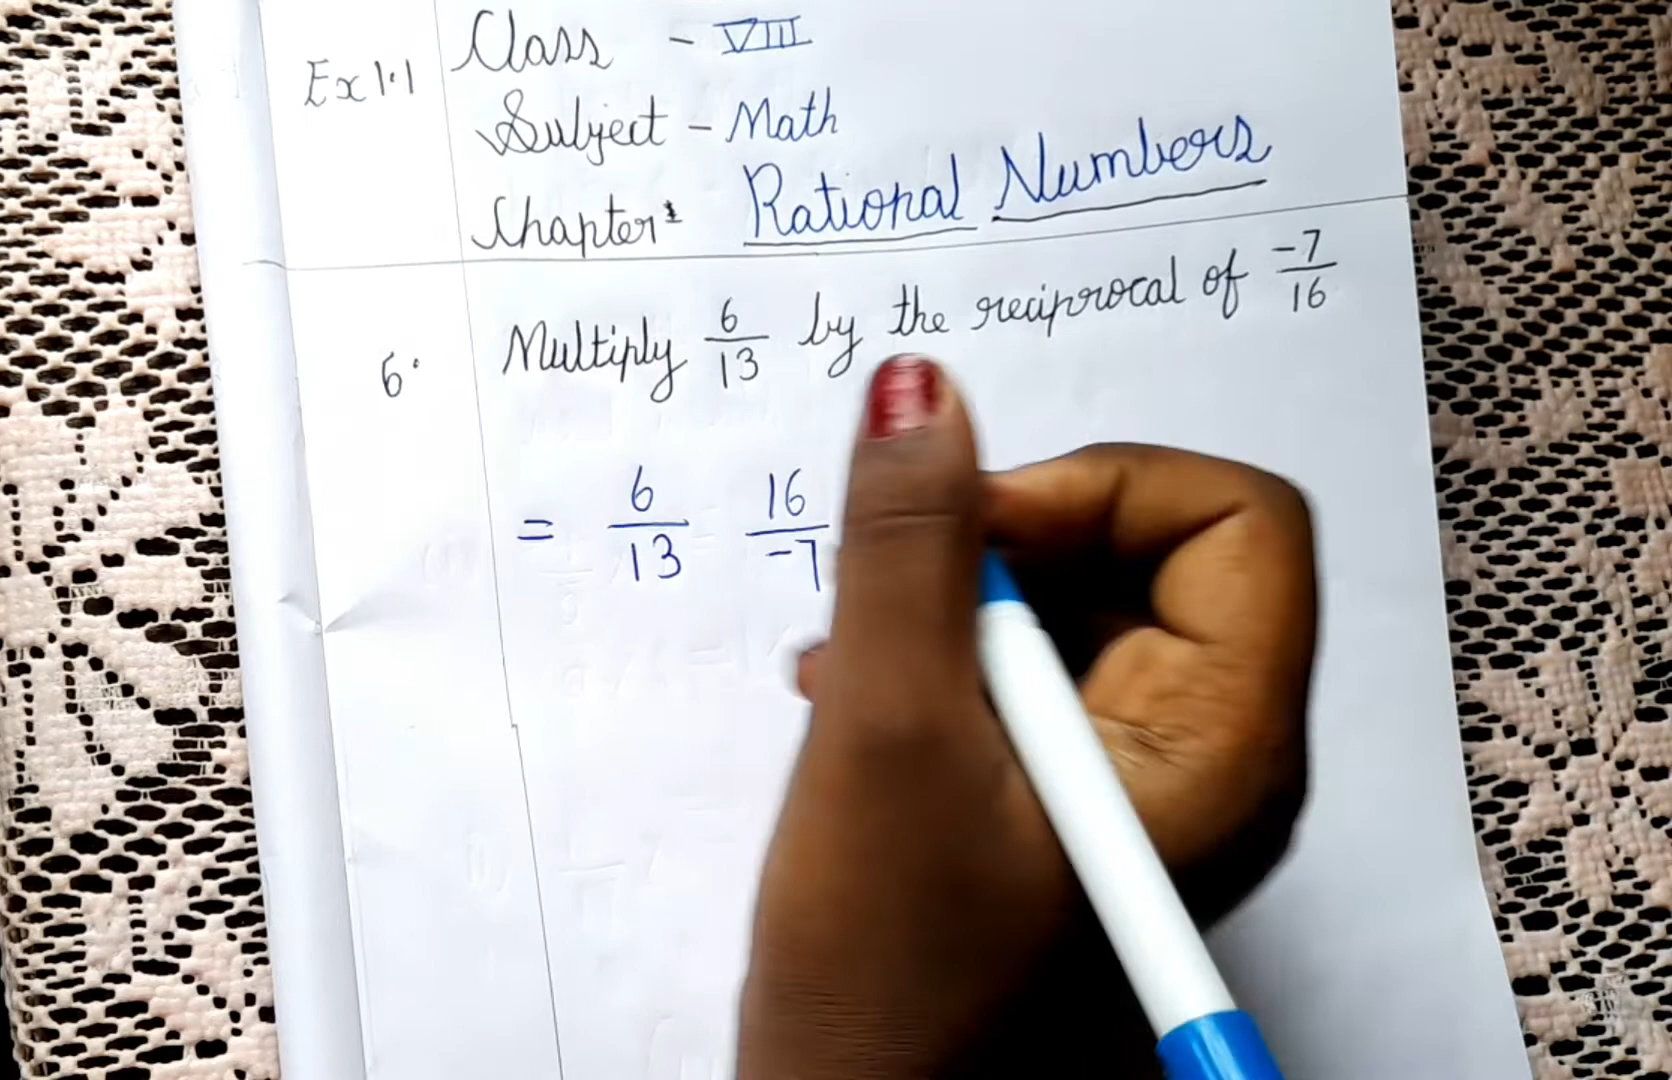 Ex 1.1
Class - VIII
Subject - Math
Chapter 1 Rational Numbers
6. Multiply 6/13 by the reciprocal of -7/16
= 6/13 16/-7